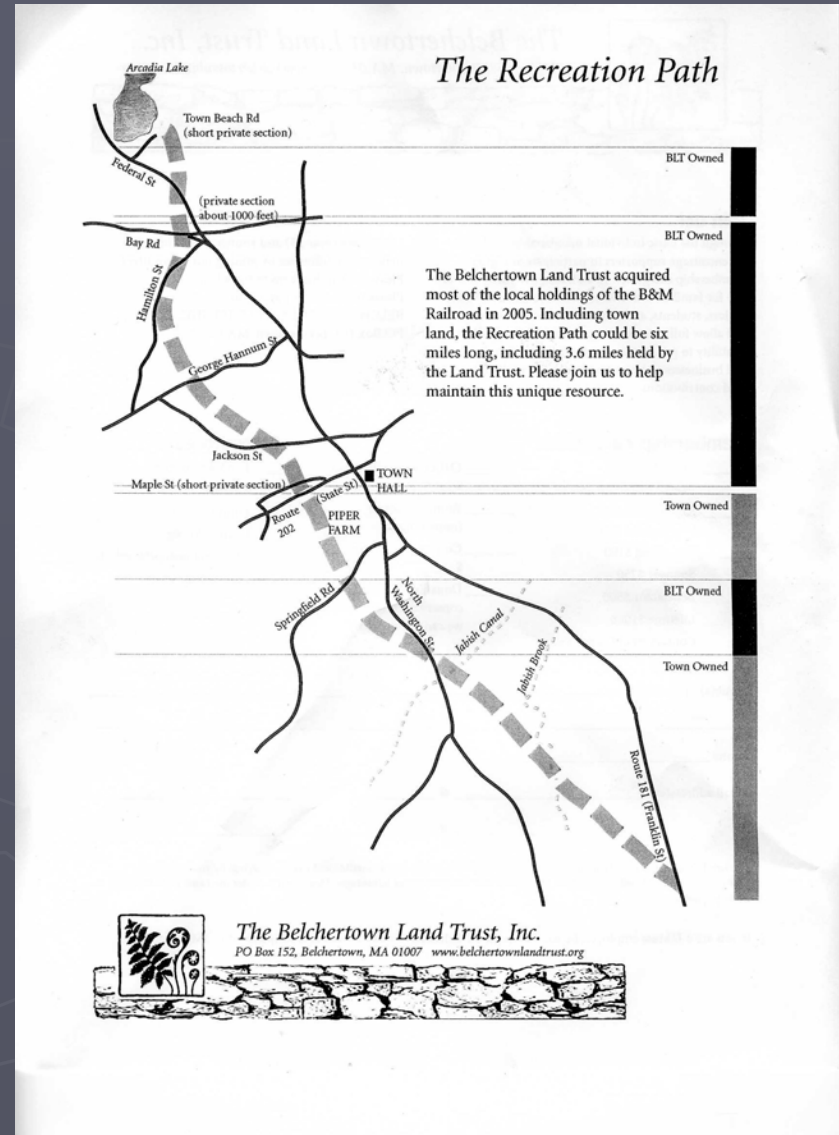 The Recreation Path
Arcadia Lake
Town Beach Rd
(short private section)
BLT Owned
Federal St
(private section
about 1000 feet)
BLT Owned
Bay Rd
Hamilton St
The Belchertown Land Trust acquired
most of the local holdings of the B&M
Railroad in 2005. Including town
land, the Recreation Path could be six
miles long, including 3.6 miles held by
the Land Trust. Please join us to help
maintain this unique resource.
George Hannum St
Jackson St
TOWN
HALL
Maple St (short private section)
(State St)
Route
202
PIPER
FARM
Town Owned
Springfield Rd
North
Washington St.
BLT Owned
Jabish Canal
Jabish Brook
Town Owned
Route 181 (Franklin St)
The Belchertown Land Trust, Inc.
PO Box 152, Belchertown, MA 01007 www.belchertownlandtrust.org